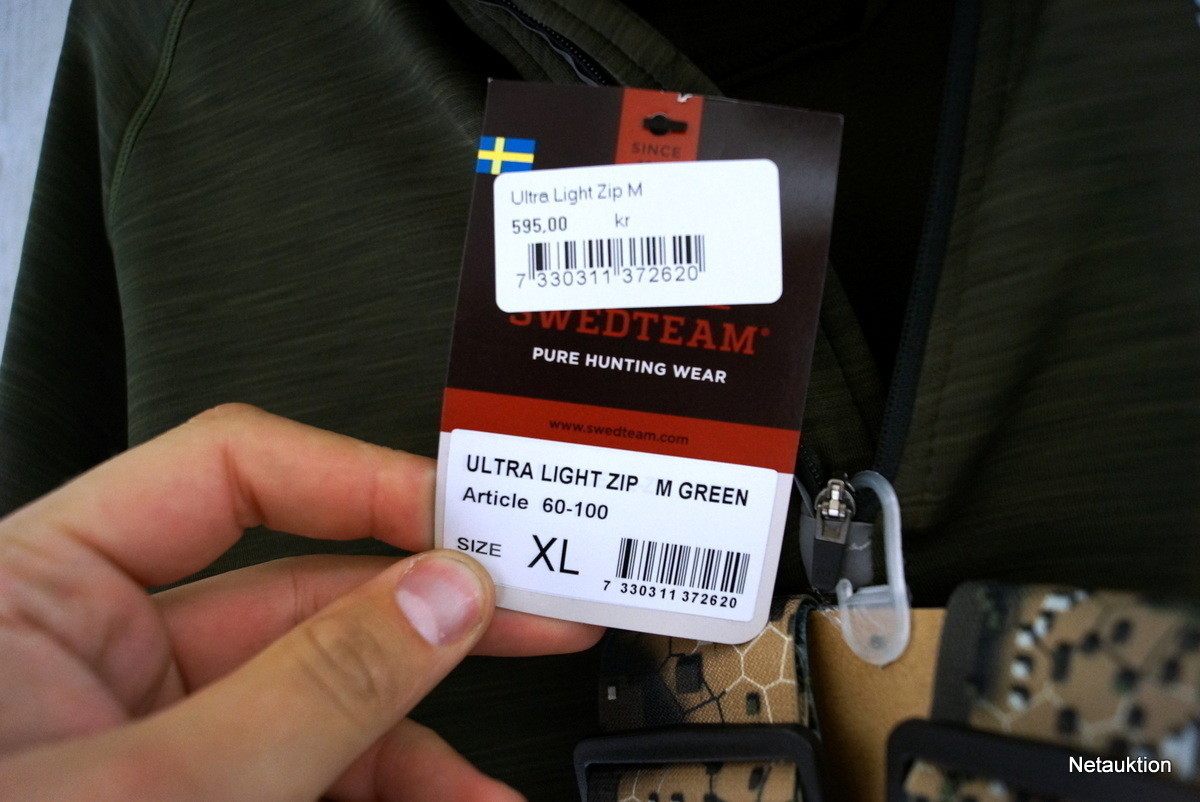 SINCE
Ultra Light Zip M
595,00 kr
7 330311 372620
SWEDTEAM®
PURE HUNTING WEAR
www.swedteam.com
ULTRA LIGHT ZIP M GREEN
Article 60-100
SIZE XL
7 330311 372620
Netauktion